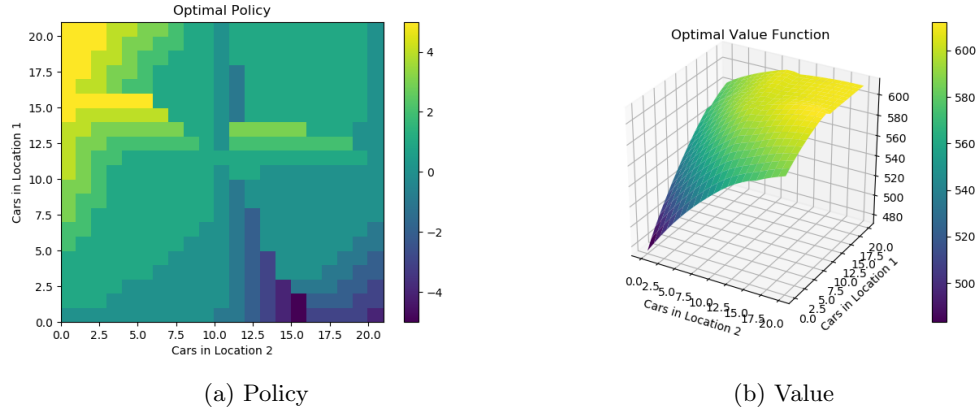 Optimal Policy
20.0
17.5
15.0
12.5
10.0
7.5
5.0
2.5
0.0
Cars in Location 1
0.0 2.5 5.0 7.5 10.0 12.5 15.0 17.5 20.0
Cars in Location 2
4
2
0
−2
−4
(a) Policy
Optimal Value Function
600
580
560
540
520
500
480
0.0 2.5 5.0 7.5 10.0 12.5 15.0 17.5 20.0
Cars in Location 2
0.0 2.5 5.0 7.5 10.0 12.5 15.0 17.5 20.0
Cars in Location 1
600
580
560
540
520
500
(b) Value